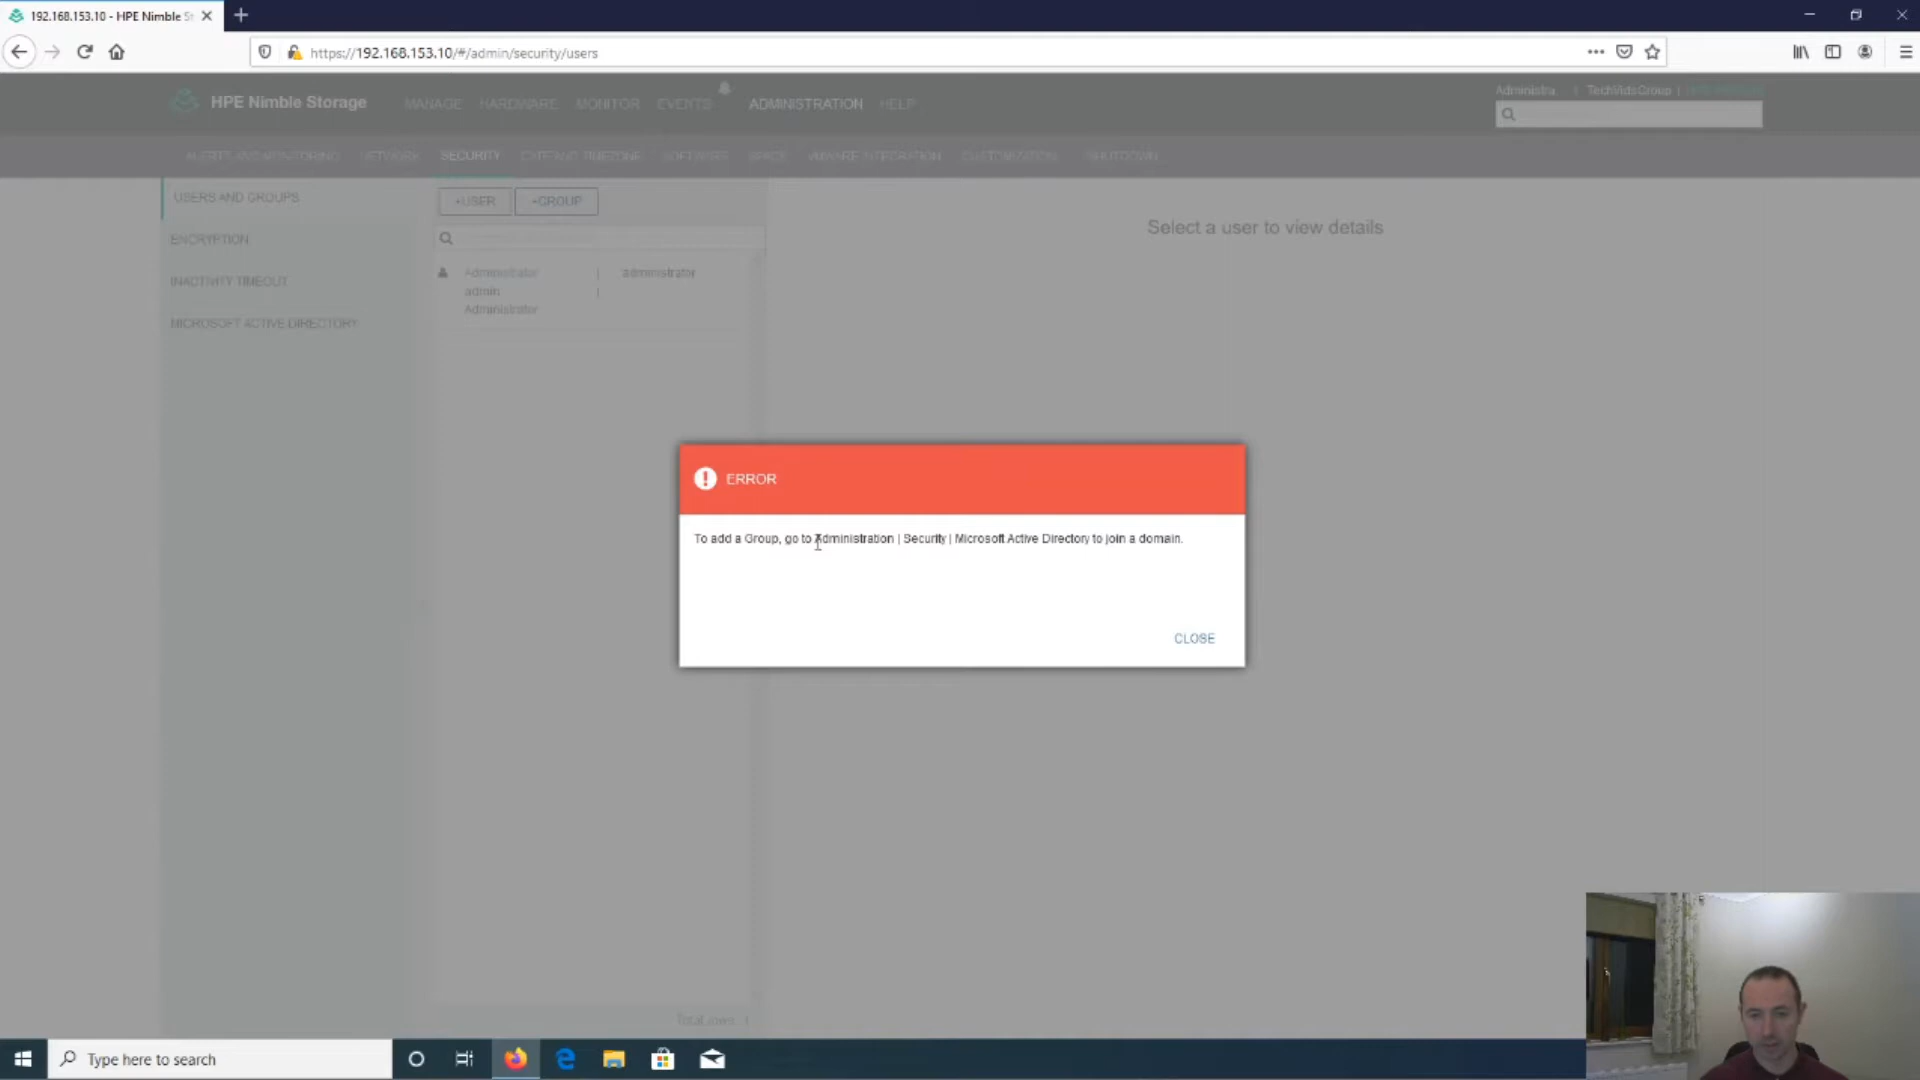 192.168.153.10 - HPE Nimble St
https://192.168.153.10/#/admin/security/users
HPE Nimble Storage
MANAGE
HARDWARE
MONITOR
EVENTS
ADMINISTRATION
HELP
Administra
| TechVidsGroup |
ALERTS AND MONITORING
NETWORK
SECURITY
DATE AND TIMEZONE
SOFTWARE
SPACE
VMWARE INTEGRATION
CUSTOMIZATION
SHUTDOWN
USERS AND GROUPS
ENCRYPTION
INACTIVITY TIMEOUT
MICROSOFT ACTIVE DIRECTORY
+USER
+GROUP
Administrator | administrator
admin |
Administrator
Select a user to view details
ERROR
To add a Group, go to Administration | Security | Microsoft Active Directory to join a domain.
CLOSE
Type here to search